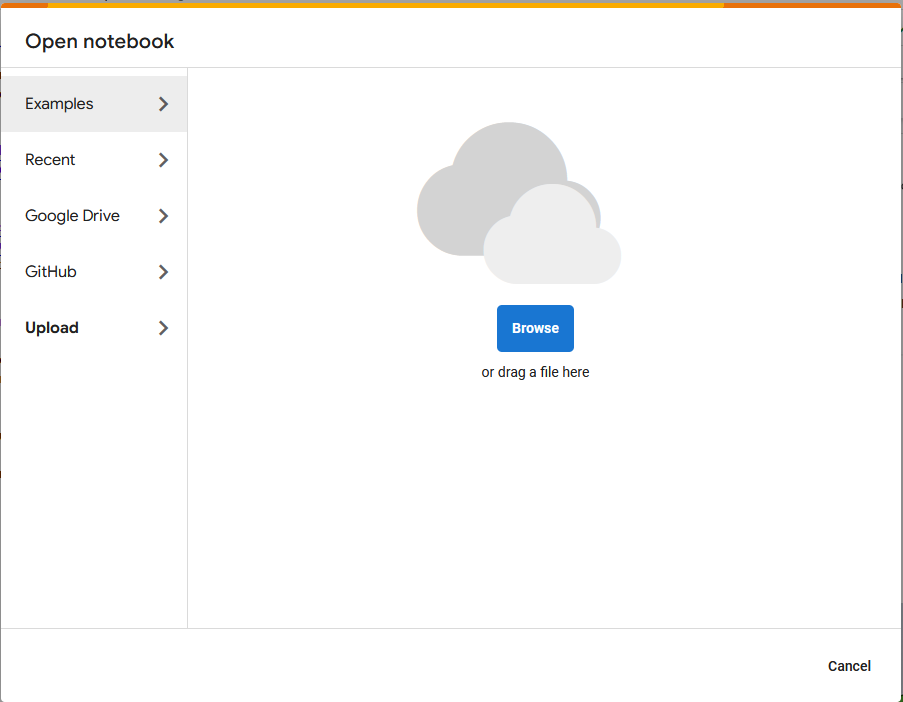 Open notebook
Examples
Recent
Google Drive
GitHub
Upload
Browse
or drag a file here
Cancel